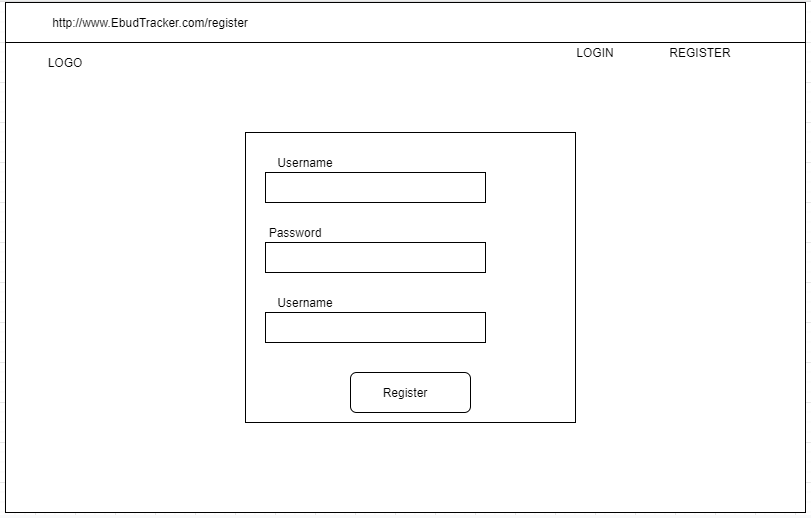 http://www.EbudTracker.com/register
LOGO
LOGIN
REGISTER
Username
Password
Username
Register